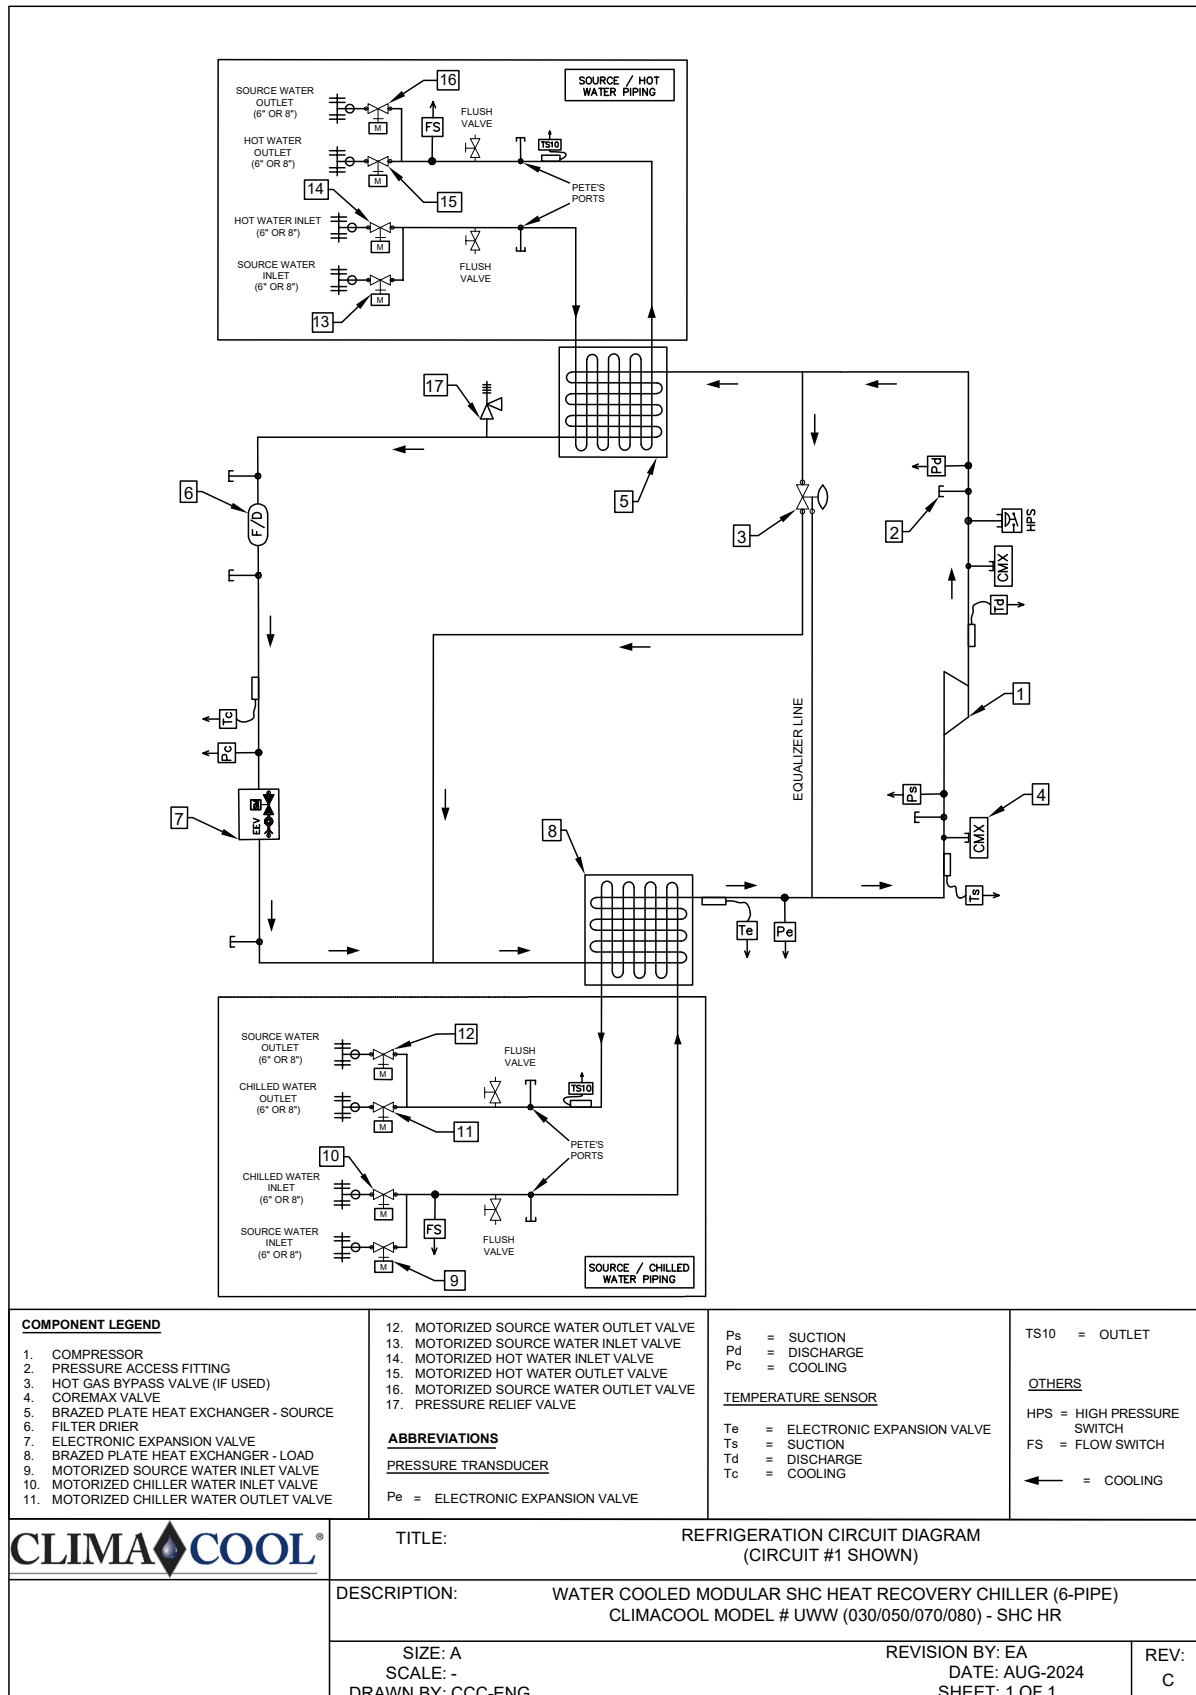 SOURCE / HOT
WATER PIPING
SOURCE WATER
OUTLET
(6" OR 8")
16
M
FS
FLUSH
VALVE
TS10
HOT WATER
OUTLET
(6" OR 8")
M
15
14
PETE'S
PORTS
HOT WATER INLET
(6" OR 8")
M
FLUSH
VALVE
SOURCE WATER
INLET
(6" OR 8")
M
13
17
5
6
F/D
3
Pd
2
HPS
CMX
Td
1
Tc
Pc
EQUALIZER LINE
7
EEV
Ps
4
CMX
8
Ts
Te
Pe
SOURCE WATER
OUTLET
(6" OR 8")
12
M
FLUSH
VALVE
TS10
CHILLED WATER
OUTLET
(6" OR 8")
M
11
PETE'S
PORTS
10
CHILLED WATER
INLET
(6" OR 8")
M
FS
FLUSH
VALVE
SOURCE WATER
INLET
(6" OR 8")
M
9
SOURCE / CHILLED
WATER PIPING
COMPONENT LEGEND
1. COMPRESSOR
2. PRESSURE ACCESS FITTING
3. HOT GAS BYPASS VALVE (IF USED)
4. COREMAX VALVE
5. BRAZED PLATE HEAT EXCHANGER - SOURCE
6. FILTER DRIER
7. ELECTRONIC EXPANSION VALVE
8. BRAZED PLATE HEAT EXCHANGER - LOAD
9. MOTORIZED SOURCE WATER INLET VALVE
10. MOTORIZED CHILLER WATER INLET VALVE
11. MOTORIZED CHILLER WATER OUTLET VALVE
12. MOTORIZED SOURCE WATER OUTLET VALVE
13. MOTORIZED SOURCE WATER INLET VALVE
14. MOTORIZED HOT WATER INLET VALVE
15. MOTORIZED HOT WATER OUTLET VALVE
16. MOTORIZED SOURCE WATER OUTLET VALVE
17. PRESSURE RELIEF VALVE
ABBREVIATIONS
PRESSURE TRANSDUCER
Pe = ELECTRONIC EXPANSION VALVE
Ps = SUCTION
Pd = DISCHARGE
Pc = COOLING
TEMPERATURE SENSOR
Te = ELECTRONIC EXPANSION VALVE
Ts = SUCTION
Td = DISCHARGE
Tc = COOLING
TS10 = OUTLET
OTHERS
HPS = HIGH PRESSURE
SWITCH
FS = FLOW SWITCH
= COOLING
CLIMACOOL®
TITLE: REFRIGERATION CIRCUIT DIAGRAM
(CIRCUIT #1 SHOWN)
DESCRIPTION: WATER COOLED MODULAR SHC HEAT RECOVERY CHILLER (6-PIPE)
CLIMACOOL MODEL # UWW (030/050/070/080) - SHC HR
SIZE: A
SCALE: -
DRAWN BY: CCC-ENG
REVISION BY: EA
DATE: AUG-2024
SHEET: 1 OF 1
REV:
C